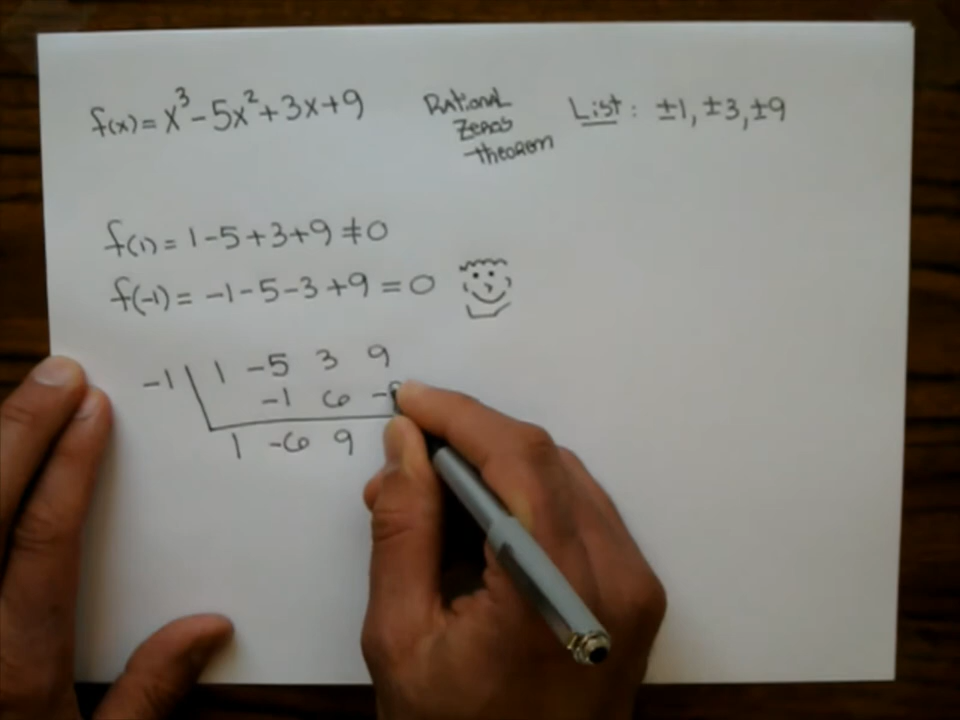 f(x) = x³ - 5x² + 3x + 9
Rational
Zeros
theorem
List: ±1, ±3, ±9
f(1) = 1 - 5 + 3 + 9 ≠ 0
f(-1) = -1 - 5 - 3 + 9 = 0
-1 | 1 -5 3 9
-1 6 -
1 -6 9